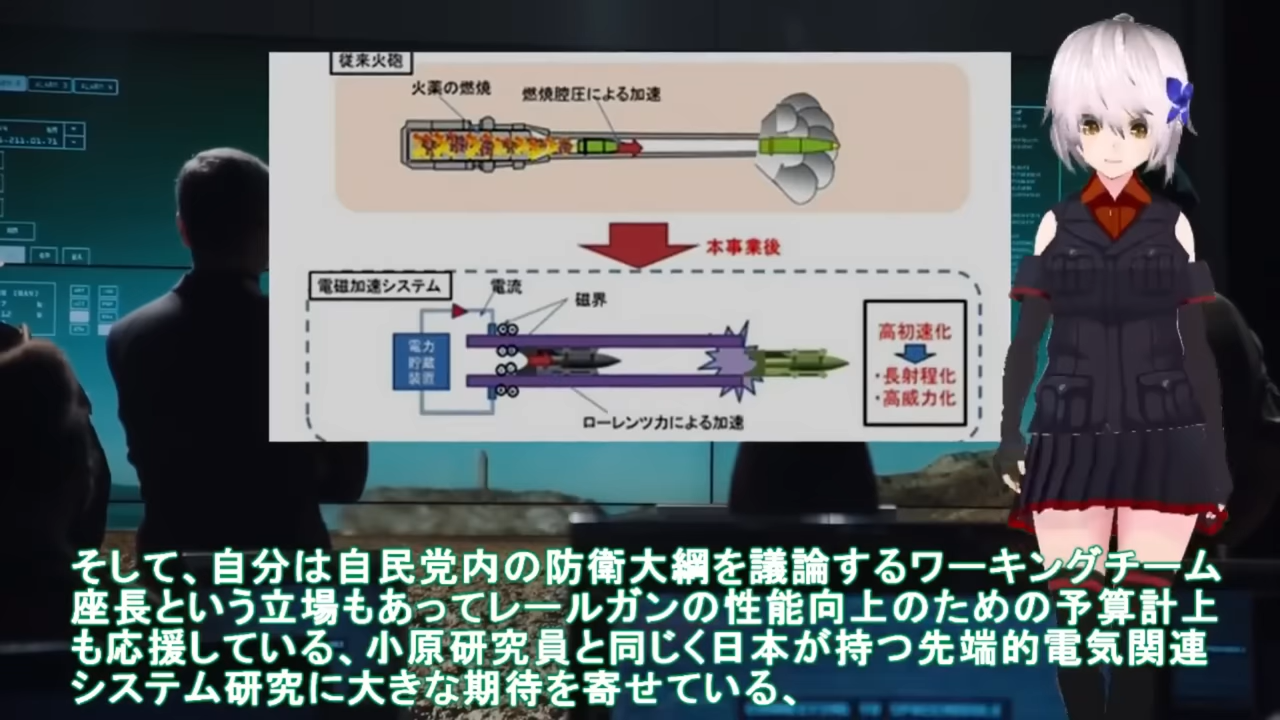 従来火砲
火薬の燃焼
燃焼腔圧による加速
本事業後
電磁加速システム
電流
磁界
電力
貯蔵
装置
高初速化
・長射程化
・高威力化
ローレンツ力による加速
そして、自分は自民党内の防衛大綱を議論するワーキングチーム
座長という立場もあってレールガンの性能向上のための予算計上
も応援している、小原研究員と同じく日本が持つ先端的電気関連
システム研究に大きな期待を寄せている、